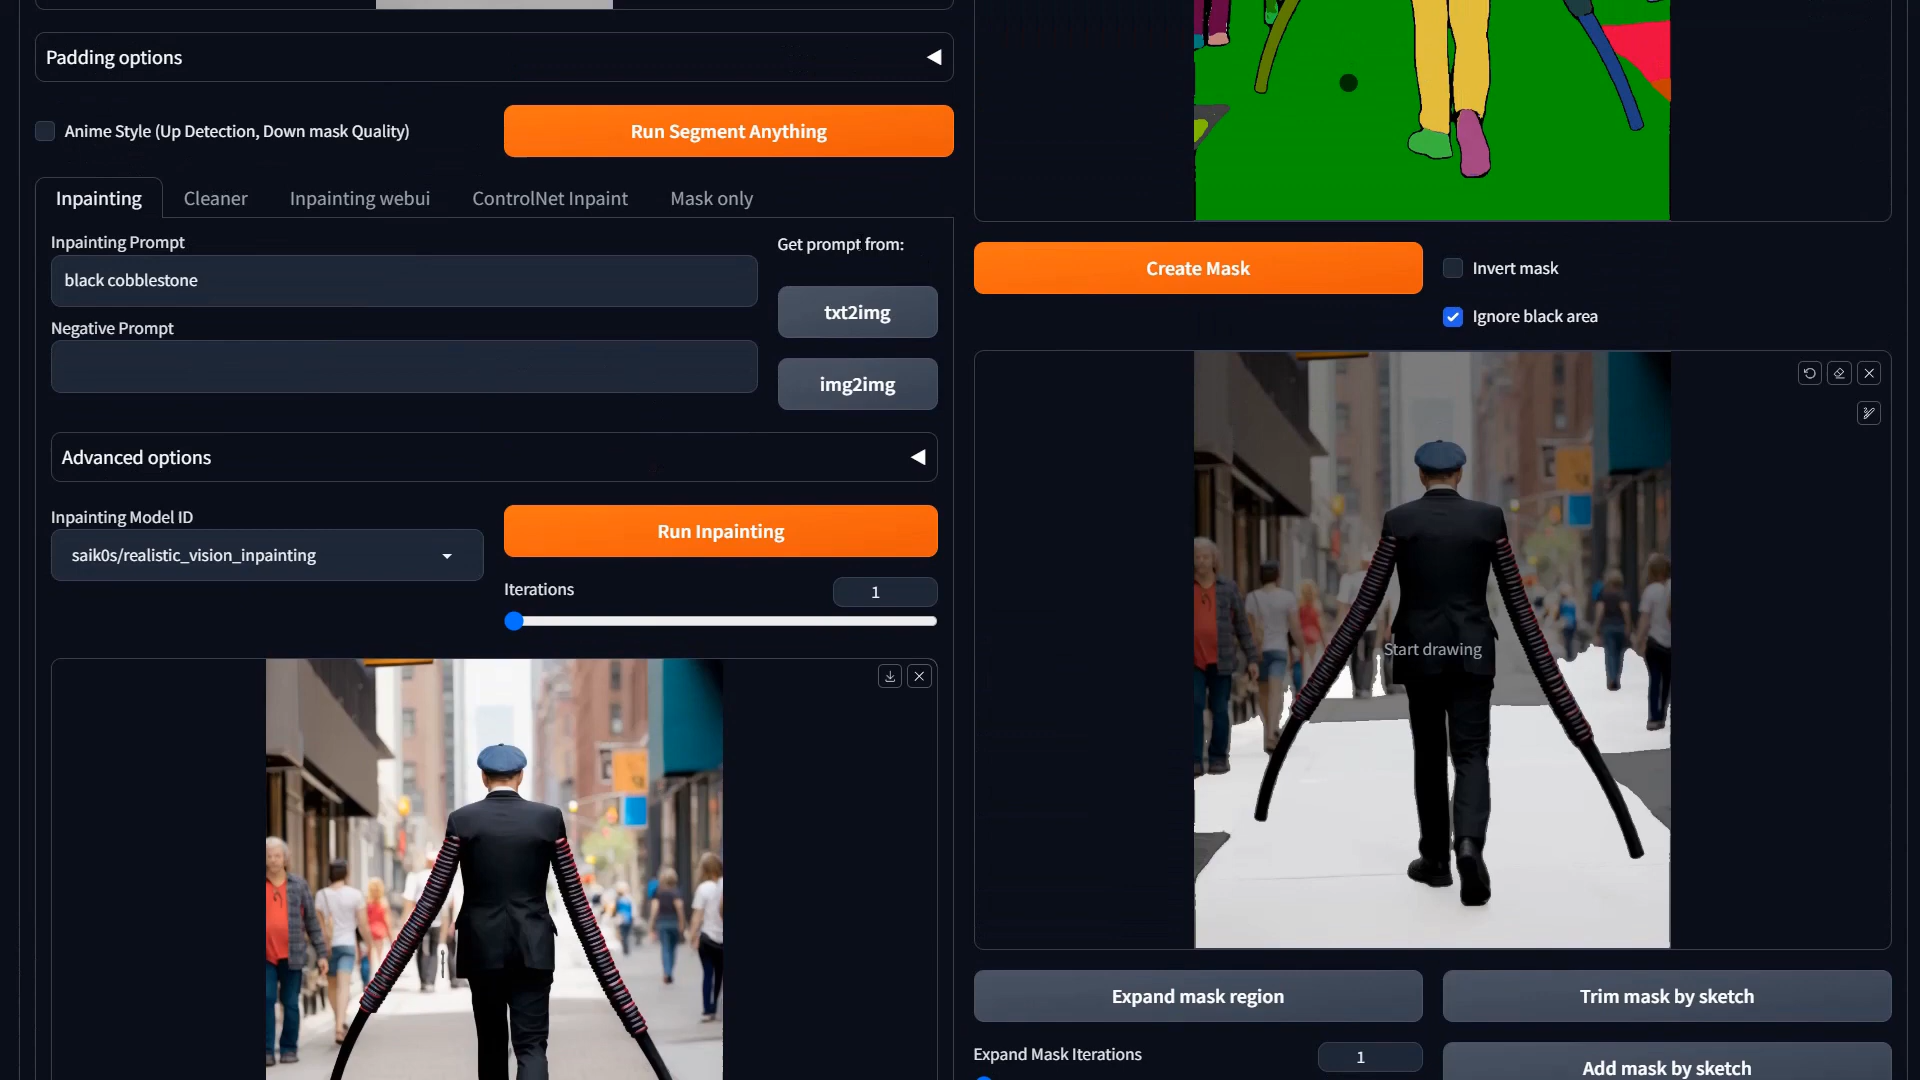 Padding options
Anime Style (Up Detection, Down mask Quality)
Run Segment Anything
Inpainting
Cleaner
Inpainting webui
ControlNet Inpaint
Mask only
Inpainting Prompt
black cobblestone
Negative Prompt
Get prompt from:
txt2img
img2img
Advanced options
Inpainting Model ID
saik0s/realistic_vision_inpainting
Run Inpainting
Iterations
1
Create Mask
Invert mask
Ignore black area
Start drawing
Expand mask region
Trim mask by sketch
Expand Mask Iterations
1
Add mask by sketch